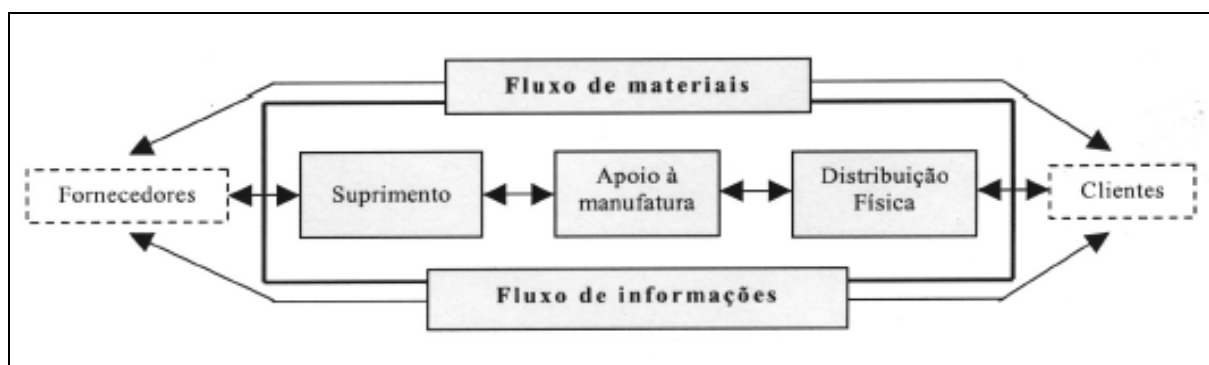 Fluxo de materiais
Fornecedores
Suprimento
Apoio à
manufatura
Distribuição
Física
Clientes
Fluxo de informações